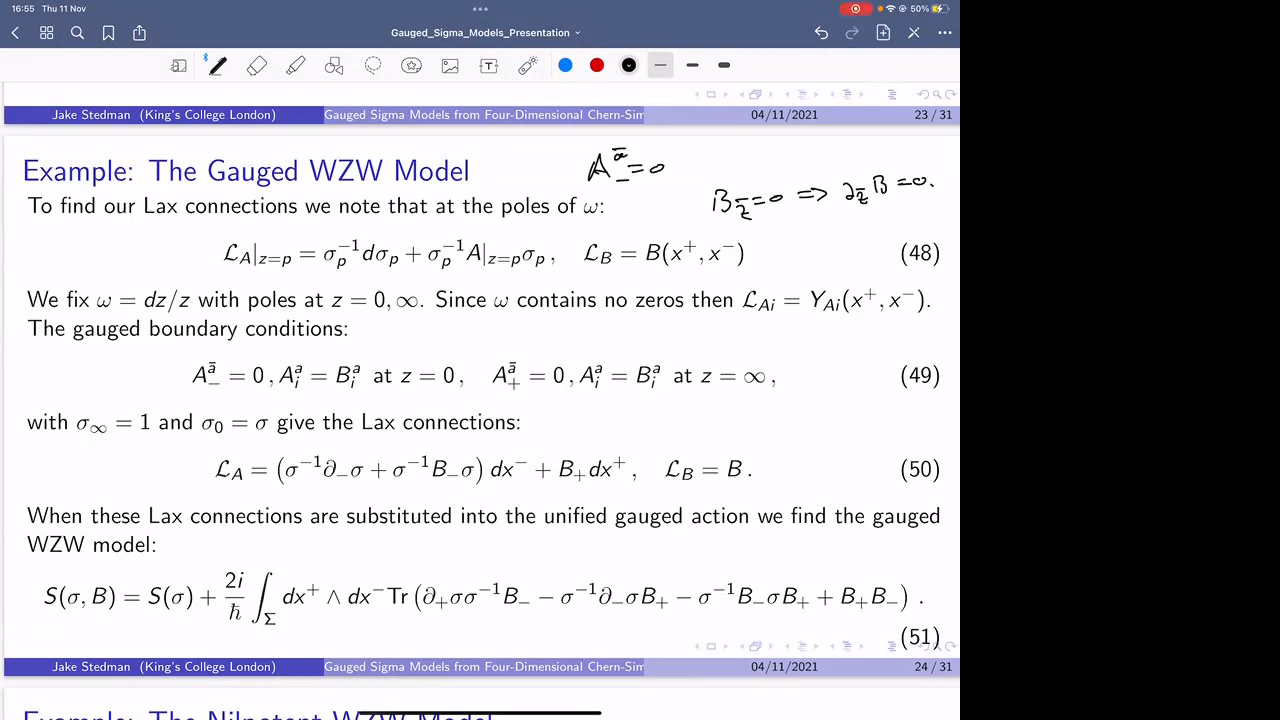 16:55 Thu 11 Nov
50%
Gauged_Sigma_Models_Presentation
Jake Stedman (King's College London) Gauged Sigma Models from Four-Dimensional Chern-Sim 04/11/2021 23 / 31
Example: The Gauged WZW Model
A^ā_- = 0
B_z̄ = 0 ⇒ ∂_z̄ B = 0.
To find our Lax connections we note that at the poles of ω:
ℒ_A|_{z=p} = σ_p^{-1}dσ_p + σ_p^{-1}A|_{z=p}σ_p , ℒ_B = B(x^+, x^-) (48)
We fix ω = dz/z with poles at z = 0, ∞. Since ω contains no zeros then ℒ_{Ai} = Y_{Ai}(x^+, x^-).
The gauged boundary conditions:
A^ā_- = 0 , A^a_i = B^a_i at z = 0 , A^ā_+ = 0 , A^a_i = B^a_i at z = ∞ , (49)
with σ_∞ = 1 and σ_0 = σ give the Lax connections:
ℒ_A = (σ^{-1}∂_-σ + σ^{-1}B_-σ) dx^- + B_+dx^+ , ℒ_B = B . (50)
When these Lax connections are substituted into the unified gauged action we find the gauged
WZW model:
S(σ, B) = S(σ) + 2i/ħ ∫_Σ dx^+ ∧ dx^-Tr (∂_+σσ^{-1}B_- − σ^{-1}∂_-σB_+ − σ^{-1}B_-σB_+ + B_+B_-) .
(51)
Jake Stedman (King's College London) Gauged Sigma Models from Four-Dimensional Chern-Sim 04/11/2021 24 / 31
Example: The Nilpotent WZW Model